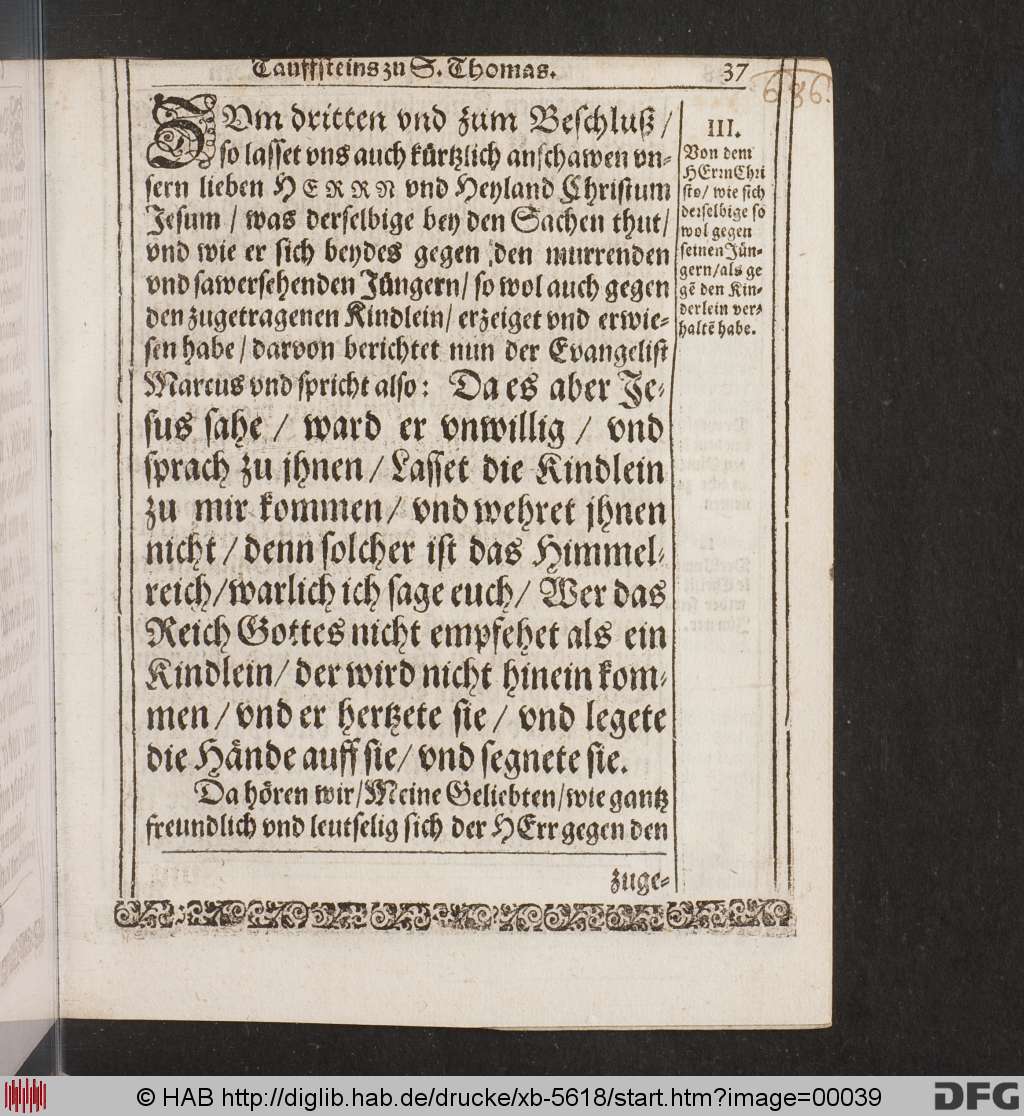 Tauffsteins zu S. Thomas. 37
686.
ZUm dritten vnd zum Beschluß /
so lasset vns auch kürtzlich anschawen vn-
sern lieben HERRN vnd Heyland Christum
Jesum / was derselbige bey den Sachen thut /
vnd wie er sich beydes gegen den murrenden
vnd sawersehenden Jüngern / so wol auch gegen
den zugetragenen Kindlein / erzeiget vnd erwie-
sen habe / darvon berichtet nun der Evangelist
Marcus vnd spricht also: Da es aber Je-
sus sahe / ward er vnwillig / vnd
sprach zu jhnen / Lasset die Kindlein
zu mir kommen / vnd wehret jhnen
nicht / denn solcher ist das Himmel-
reich / warlich ich sage euch / Wer das
Reich Gottes nicht empfehet als ein
Kindlein / der wird nicht hinein kom-
men / vnd er hertzete sie / vnd legete
die Hände auff sie / vnd segnete sie.
Da hören wir / Meine Geliebten / wie gantz
freundlich vnd leutselig sich der HErr gegen den
zuge-
III.
Von dem
HErrn Chri
sto / wie sich
derselbige so
wol gegen
seinen Jün-
gern / als ge
gē den Kin-
derlein ver-
haltē habe.
© HAB http://diglib.hab.de/drucke/xb-5618/start.htm?image=00039
DFG